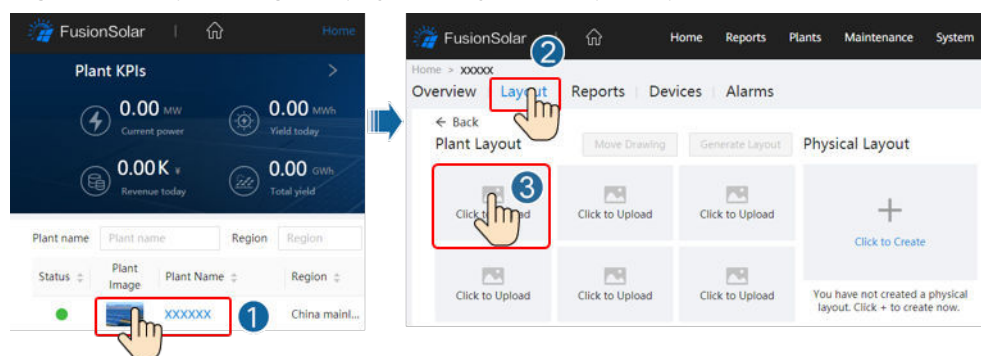 FusionSolar
Home
Plant KPIs >
0.00 MW
Current power
0.00 MWh
Yield today
0.00K ¥
Revenue today
0.00 GWh
Total yield
Plant name Plant name Region Region
Status Plant Image Plant Name Region
XXXXXX 1 China mainl...
FusionSolar Home Reports Plants Maintenance System
2
Home > XXXXX
Overview Layout Reports Devices Alarms
← Back
Plant Layout Move Drawing Generate Layout Physical Layout
3
Click to Upload Click to Upload Click to Upload
Click to Create
Click to Upload Click to Upload Click to Upload
You have not created a physical
layout. Click + to create now.